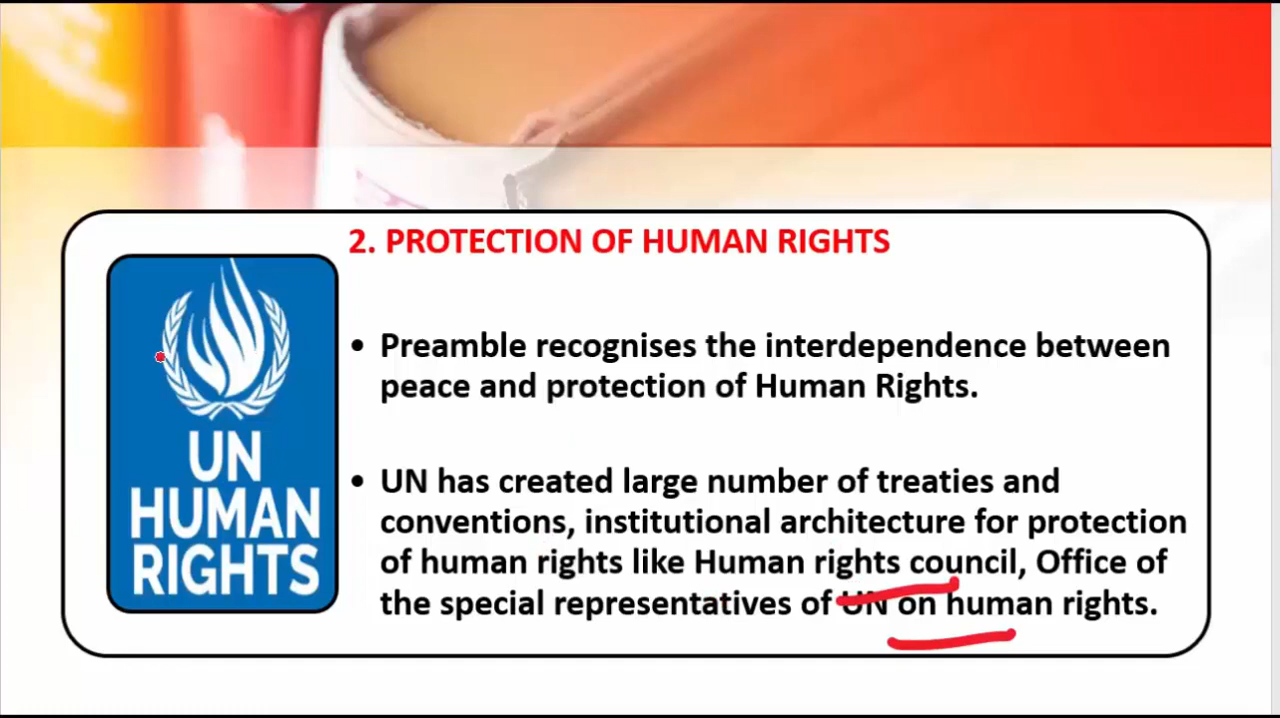 2. PROTECTION OF HUMAN RIGHTS
• Preamble recognises the interdependence between
peace and protection of Human Rights.
• UN has created large number of treaties and
conventions, institutional architecture for protection
of human rights like Human rights council, Office of
the special representatives of UN on human rights.
UN
HUMAN
RIGHTS